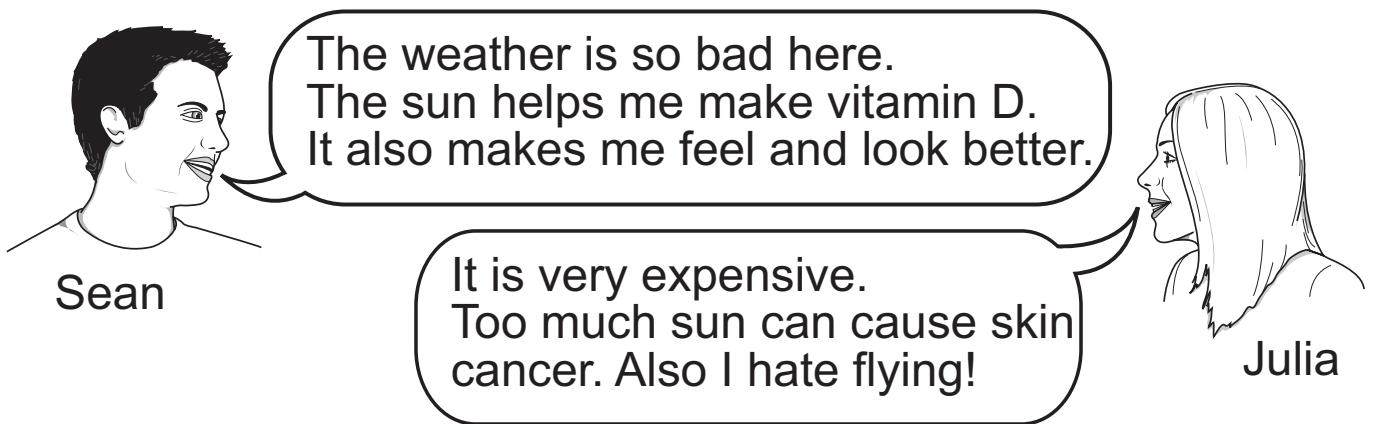 The weather is so bad here.
The sun helps me make vitamin D.
It also makes me feel and look better.
Sean
It is very expensive.
Too much sun can cause skin
cancer. Also I hate flying!
Julia